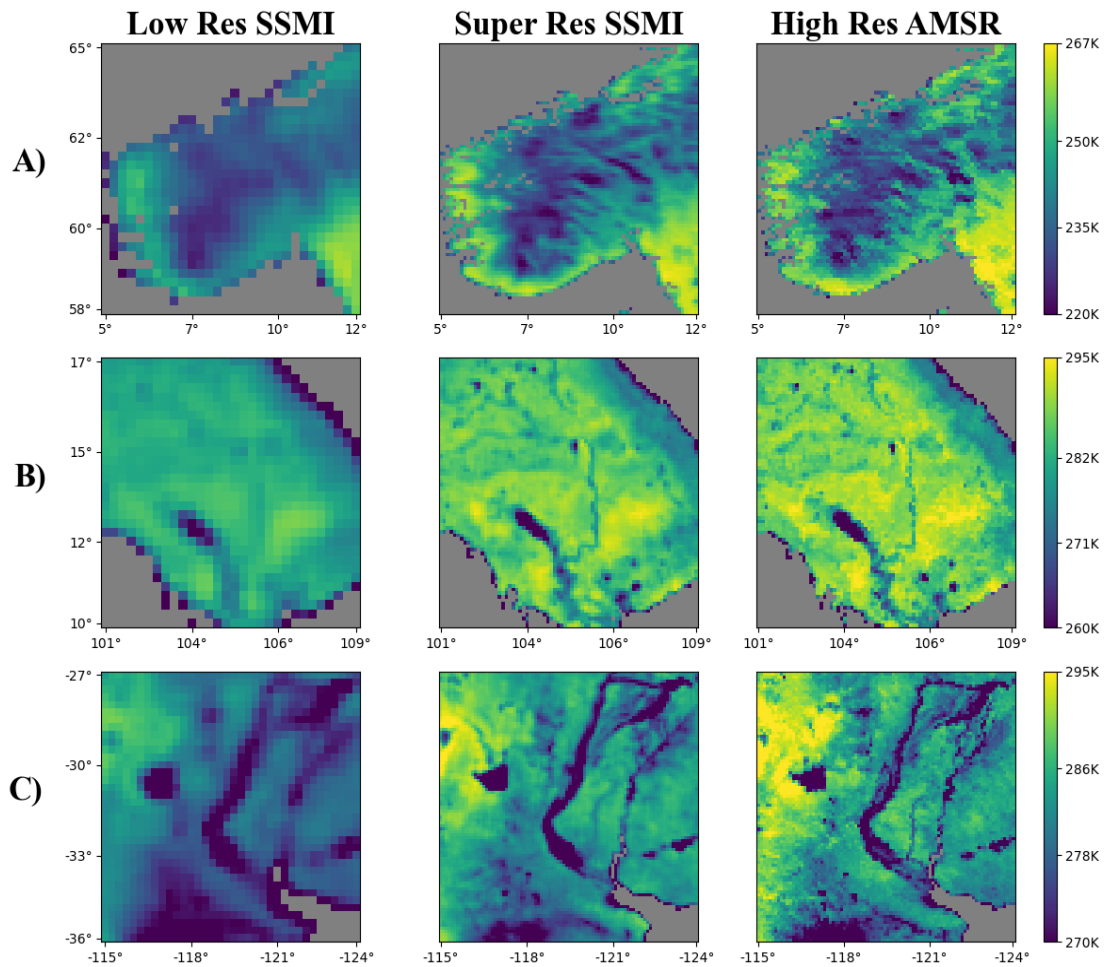 Low Res SSMI Super Res SSMI High Res AMSR
A)
65°
62°
60°
58°
5° 7° 10° 12°
5° 7° 10° 12°
5° 7° 10° 12°
267K
250K
235K
220K
B)
17°
15°
12°
10°
101° 104° 106° 109°
101° 104° 106° 109°
101° 104° 106° 109°
295K
282K
271K
260K
C)
-27°
-30°
-33°
-36°
-115° -118° -121° -124°
-115° -118° -121° -124°
-115° -118° -121° -124°
295K
286K
278K
270K